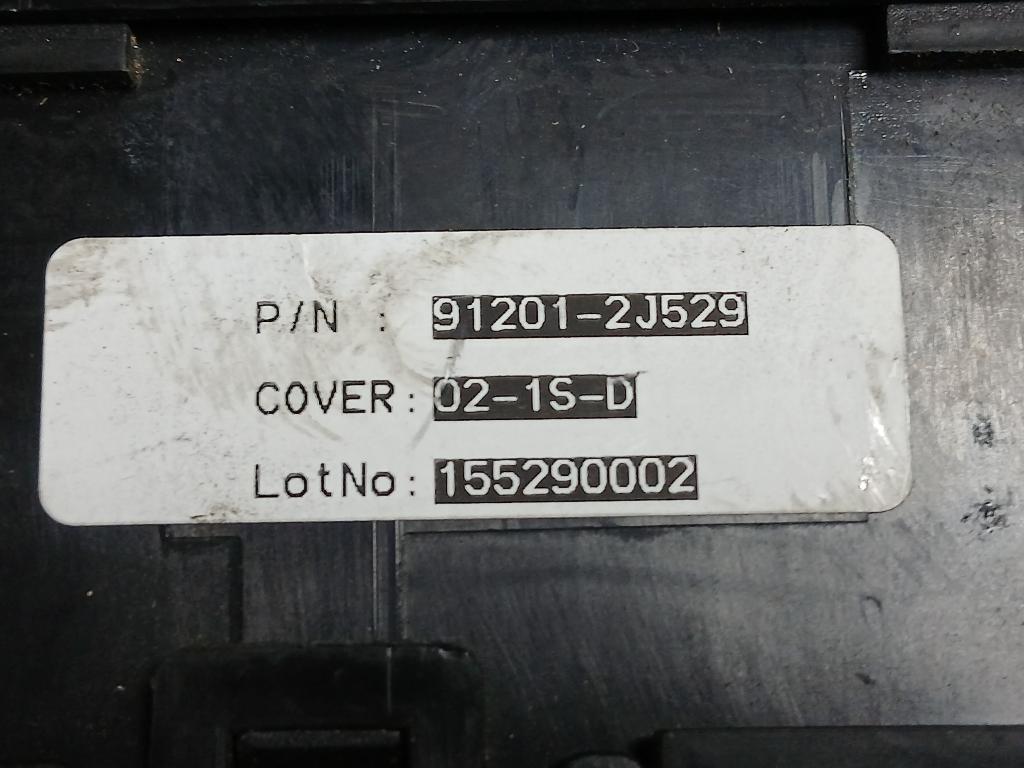 P/N : 91201-2J529
COVER: 02-1S-D
LotNo: 155290002